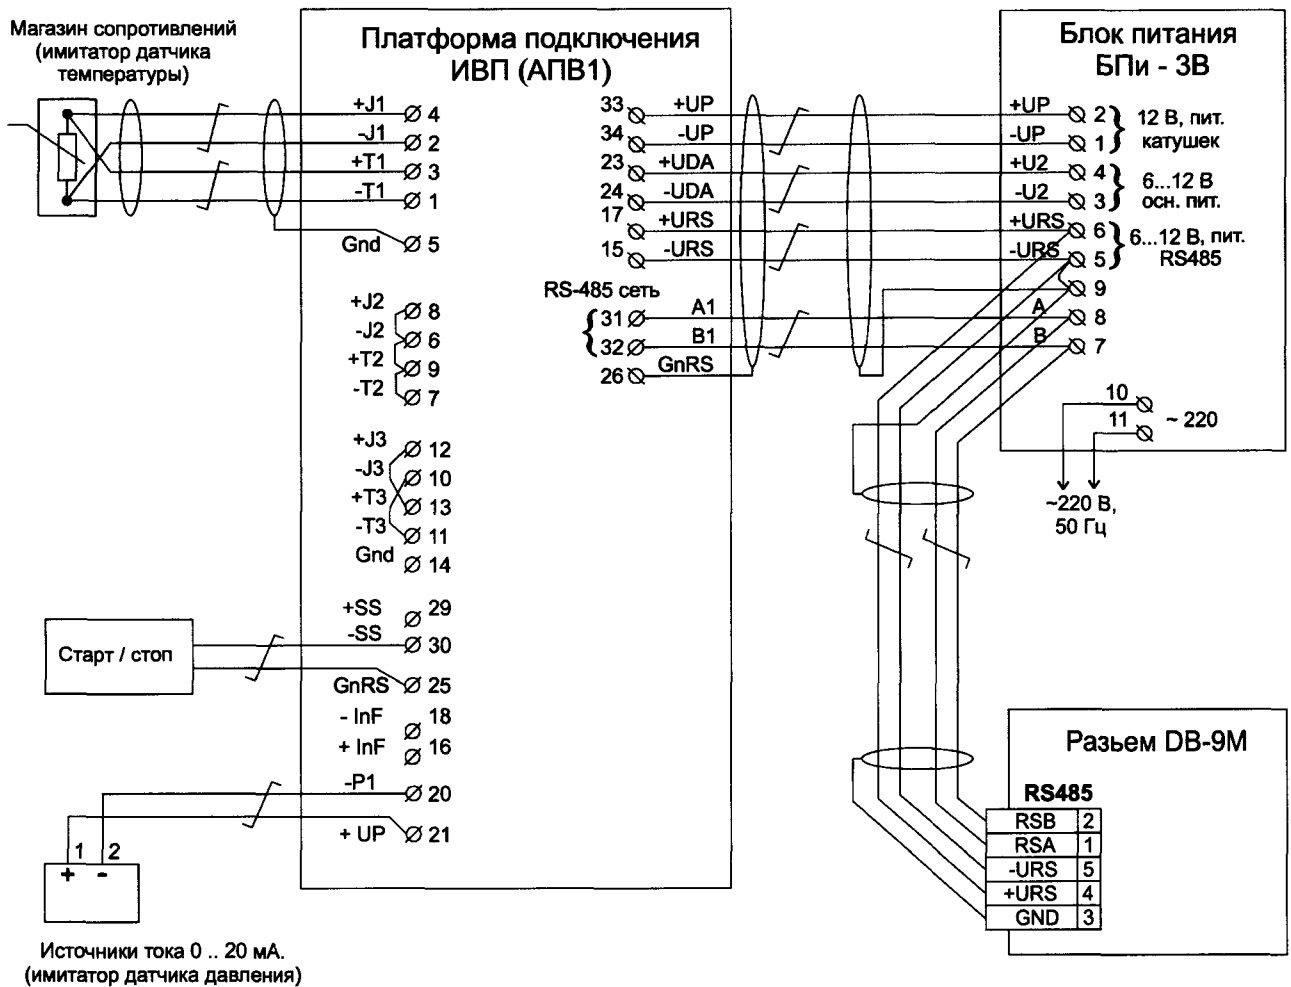 Магазин сопротивлений
(имитатор датчика
температуры)
Платформа подключения
ИВП (АПВ1)
Блок питания
БПи - 3В
+J1 4
-J1 2
+T1 3
-T1 1
Gnd 5
+J2 8
-J2 6
+T2 9
-T2 7
+J3 12
-J3 10
+T3 13
-T3 11
Gnd 14
+SS 29
-SS 30
GnRS 25
- InF 18
+ InF 16
-P1 20
+ UP 21
33 +UP
34 -UP
23 +UDA
24 -UDA
17 +URS
15 -URS
RS-485 сеть
31 A1
32 B1
26 GnRS
+UP 2
-UP 1
12 В, пит.
катушек
+U2 4
-U2 3
6...12 В
осн. пит.
+URS 6
-URS 5
6...12 В, пит.
RS485
9
A 8
B 7
10
11
~ 220
~220 В,
50 Гц
Старт / стоп
1 2
+ -
Источники тока 0 .. 20 мА.
(имитатор датчика давления)
Разьем DB-9M
RS485
RSB 2
RSA 1
-URS 5
+URS 4
GND 3